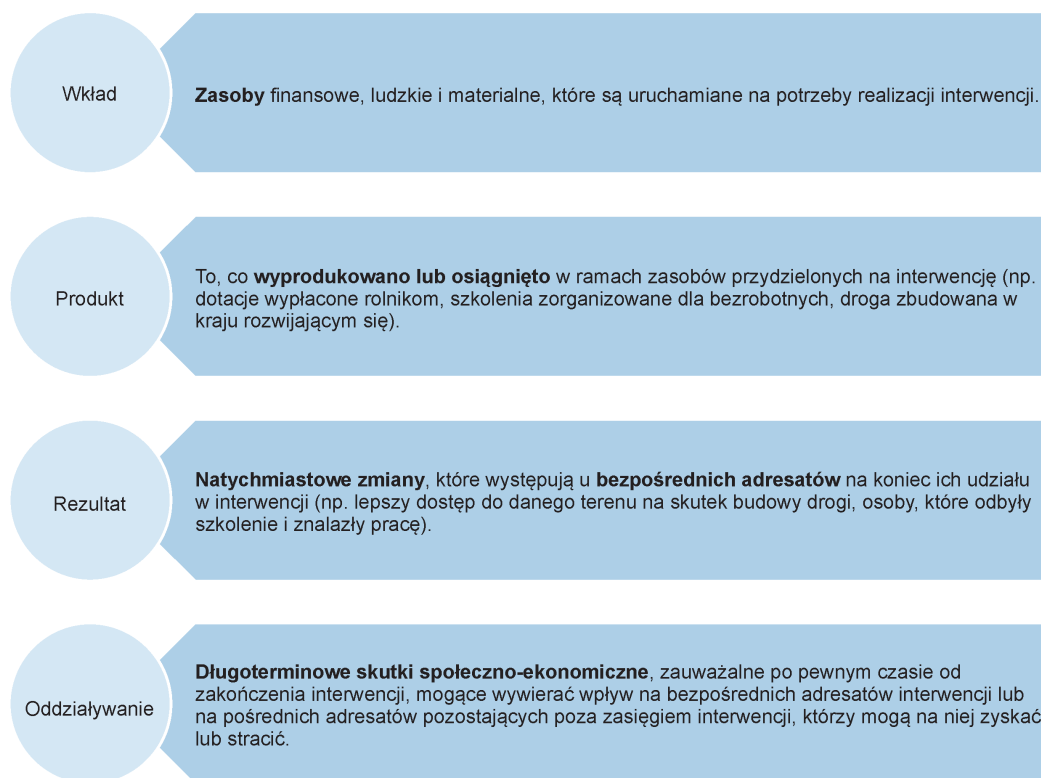 Wkład
Zasoby finansowe, ludzkie i materialne, które są uruchamiane na potrzeby realizacji interwencji.
Produkt
To, co wyprodukowano lub osiągnięto w ramach zasobów przydzielonych na interwencję (np.
dotacje wypłacone rolnikom, szkolenia zorganizowane dla bezrobotnych, droga zbudowana w
kraju rozwijającym się).
Rezultat
Natychmiastowe zmiany, które występują u bezpośrednich adresatów na koniec ich udziału
w interwencji (np. lepszy dostęp do danego terenu na skutek budowy drogi, osoby, które odbyły
szkolenie i znalazły pracę).
Oddziaływanie
Długoterminowe skutki społeczno-ekonomiczne, zauważalne po pewnym czasie od
zakończenia interwencji, mogące wywierać wpływ na bezpośrednich adresatów interwencji lub
na pośrednich adresatów pozostających poza zasięgiem interwencji, którzy mogą na niej zyskać
lub stracić.